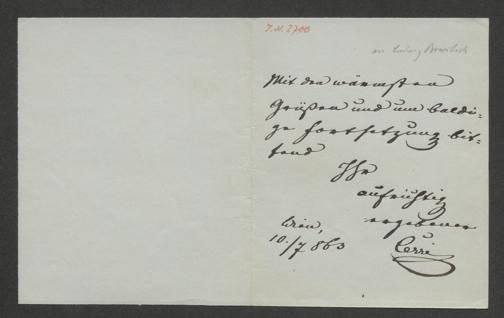 I. N. 3700
an Ludwig
Mit den wärmsten
Grüßen und um baldi=
ge Fortsetzung bit=
tend
Ihr
aufrichtig
ergebener
Cerri
Wien,
10./7 863